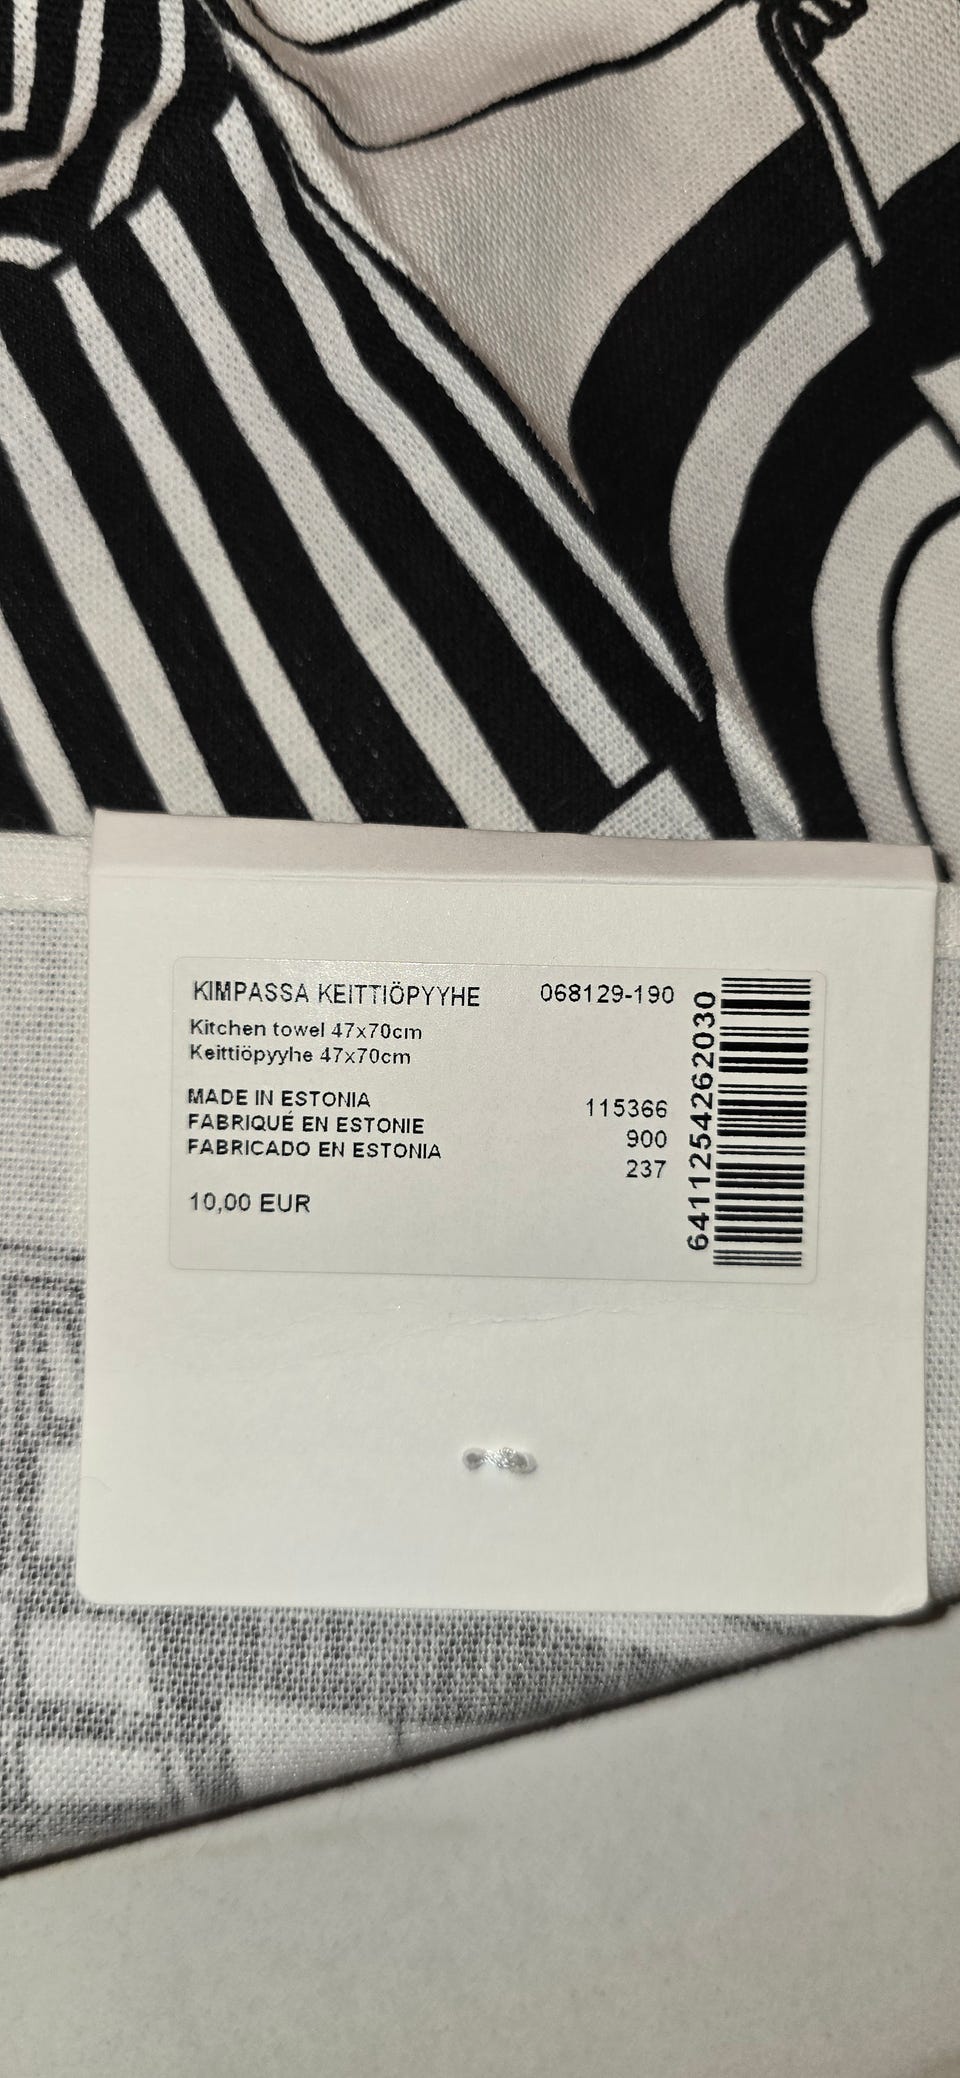 KIMPASSA KEITTIÖPYYHE 068129-190
Kitchen towel 47x70cm
Keittiöpyyhe 47x70cm
MADE IN ESTONIA 115366
FABRIQUÉ EN ESTONIE 900
FABRICADO EN ESTONIA 237
10,00 EUR
6411254262030